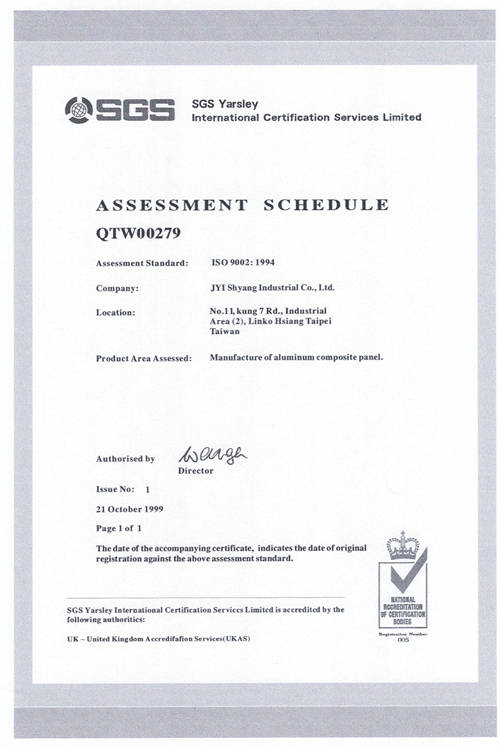 SGS
SGS Yarsley
International Certification Services Limited
ASSESSMENT SCHEDULE
QTW00279
Assessment Standard: ISO 9002: 1994
Company: JYI Shyang Industrial Co., Ltd.
Location: No.11, kung 7 Rd., Industrial
Area (2), Linko Hsiang Taipei
Taiwan
Product Area Assessed: Manufacture of aluminum composite panel.
Authorised by
Director
Issue No: 1
21 October 1999
Page 1 of 1
The date of the accompanying certificate, indicates the date of original
registration against the above assessment standard.
NATIONAL
ACCREDITATION
OF CERTIFICATION
BODIES
Registration Number
005
SGS Yarsley International Certification Services Limited is accredited by the
following authorities:
UK - United Kingdom Accredifafion Services(UKAS)